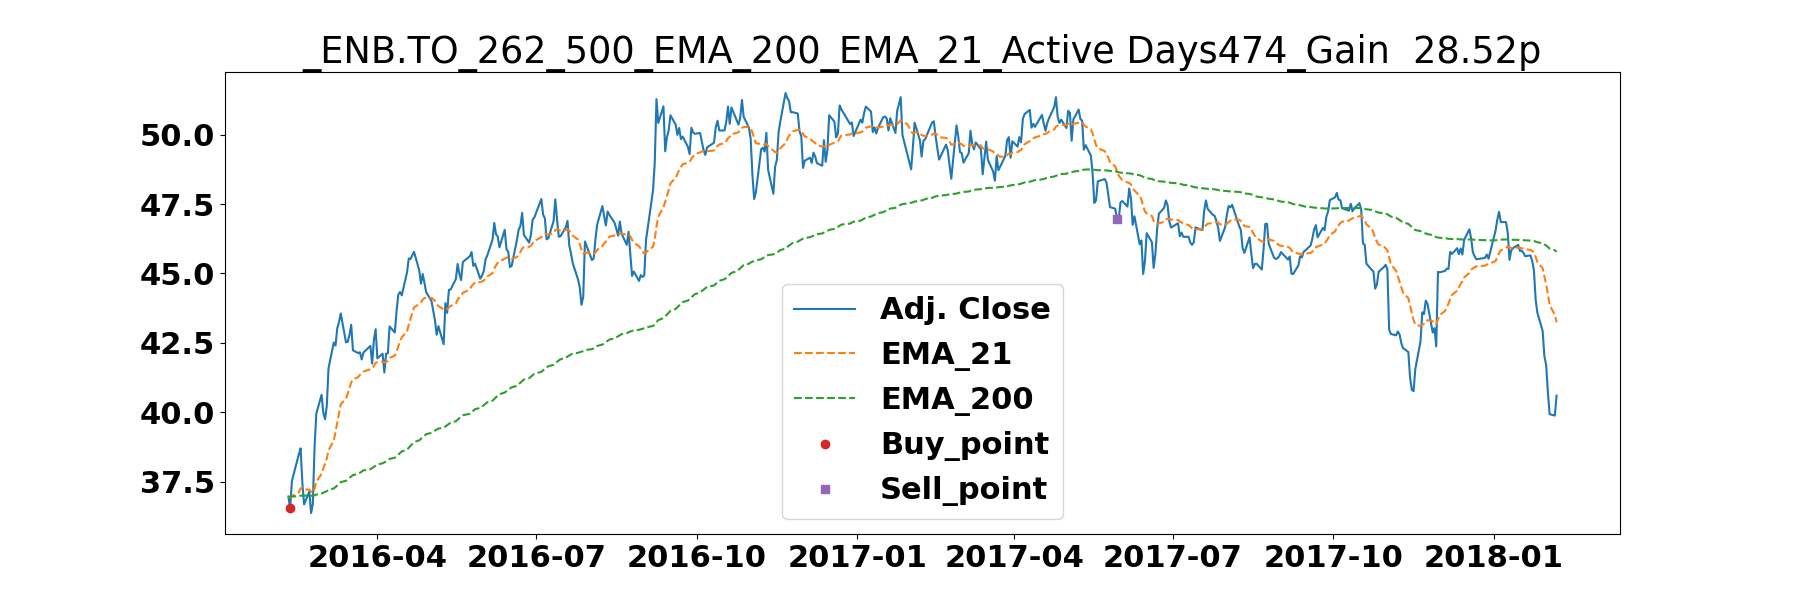 _ENB.TO_262_500_EMA_200_EMA_21_Active Days474_Gain  28.52p
50.0
47.5
45.0
42.5
40.0
37.5
Adj. Close
EMA_21
EMA_200
Buy_point
Sell_point
2016-04 2016-07 2016-10 2017-01 2017-04 2017-07 2017-10 2018-01